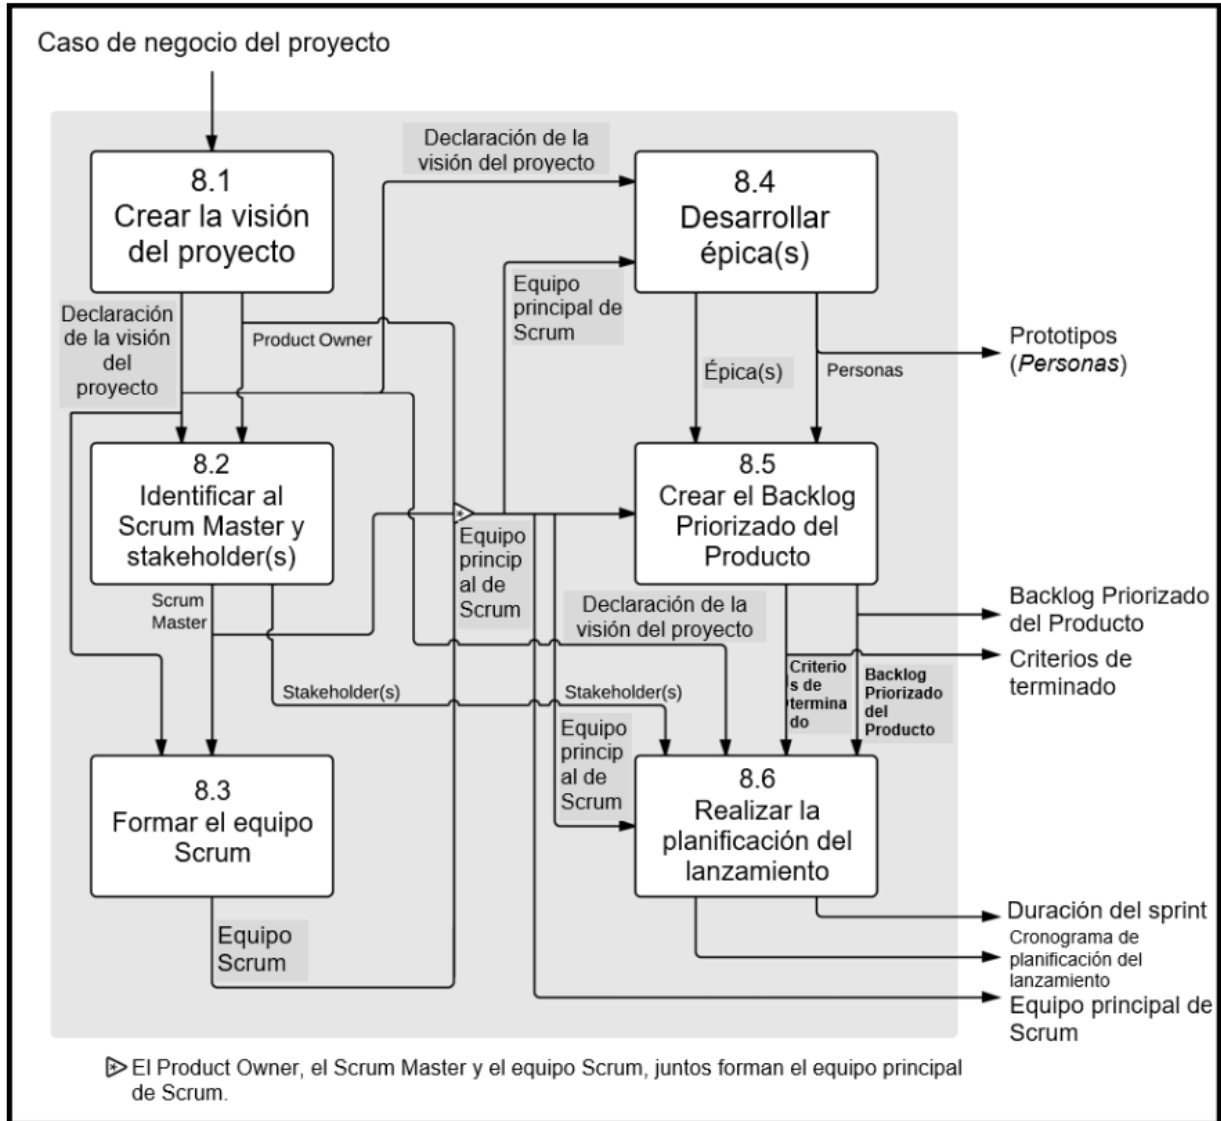 Caso de negocio del proyecto
Declaración de la
visión del proyecto
8.1
Crear la visión
del proyecto
8.4
Desarrollar
épica(s)
Equipo
principal de
Scrum
Declaración
de la visión
del
proyecto
Product Owner
Épica(s)
Personas
Prototipos
(Personas)
8.2
Identificar al
Scrum Master y
stakeholder(s)
8.5
Crear el Backlog
Priorizado del
Producto
Equipo
princip
al de
Scrum
Scrum
Master
Declaración de la
visión del proyecto
Backlog Priorizado
del Producto
Criterios de
terminado
Criterio
s de
termina
do
Backlog
Priorizado
del
Producto
Stakeholder(s)
Stakeholder(s)
Equipo
princip
al de
Scrum
8.3
Formar el equipo
Scrum
8.6
Realizar la
planificación del
lanzamiento
Equipo
Scrum
Duración del sprint
Cronograma de
planificación del
lanzamiento
Equipo principal de
Scrum
El Product Owner, el Scrum Master y el equipo Scrum, juntos forman el equipo principal
de Scrum.